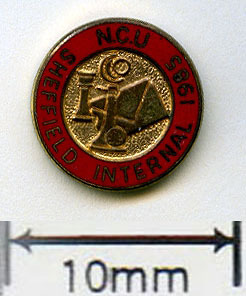 N.C.U 1985
SHEFFIELD INTERNAL
10mm